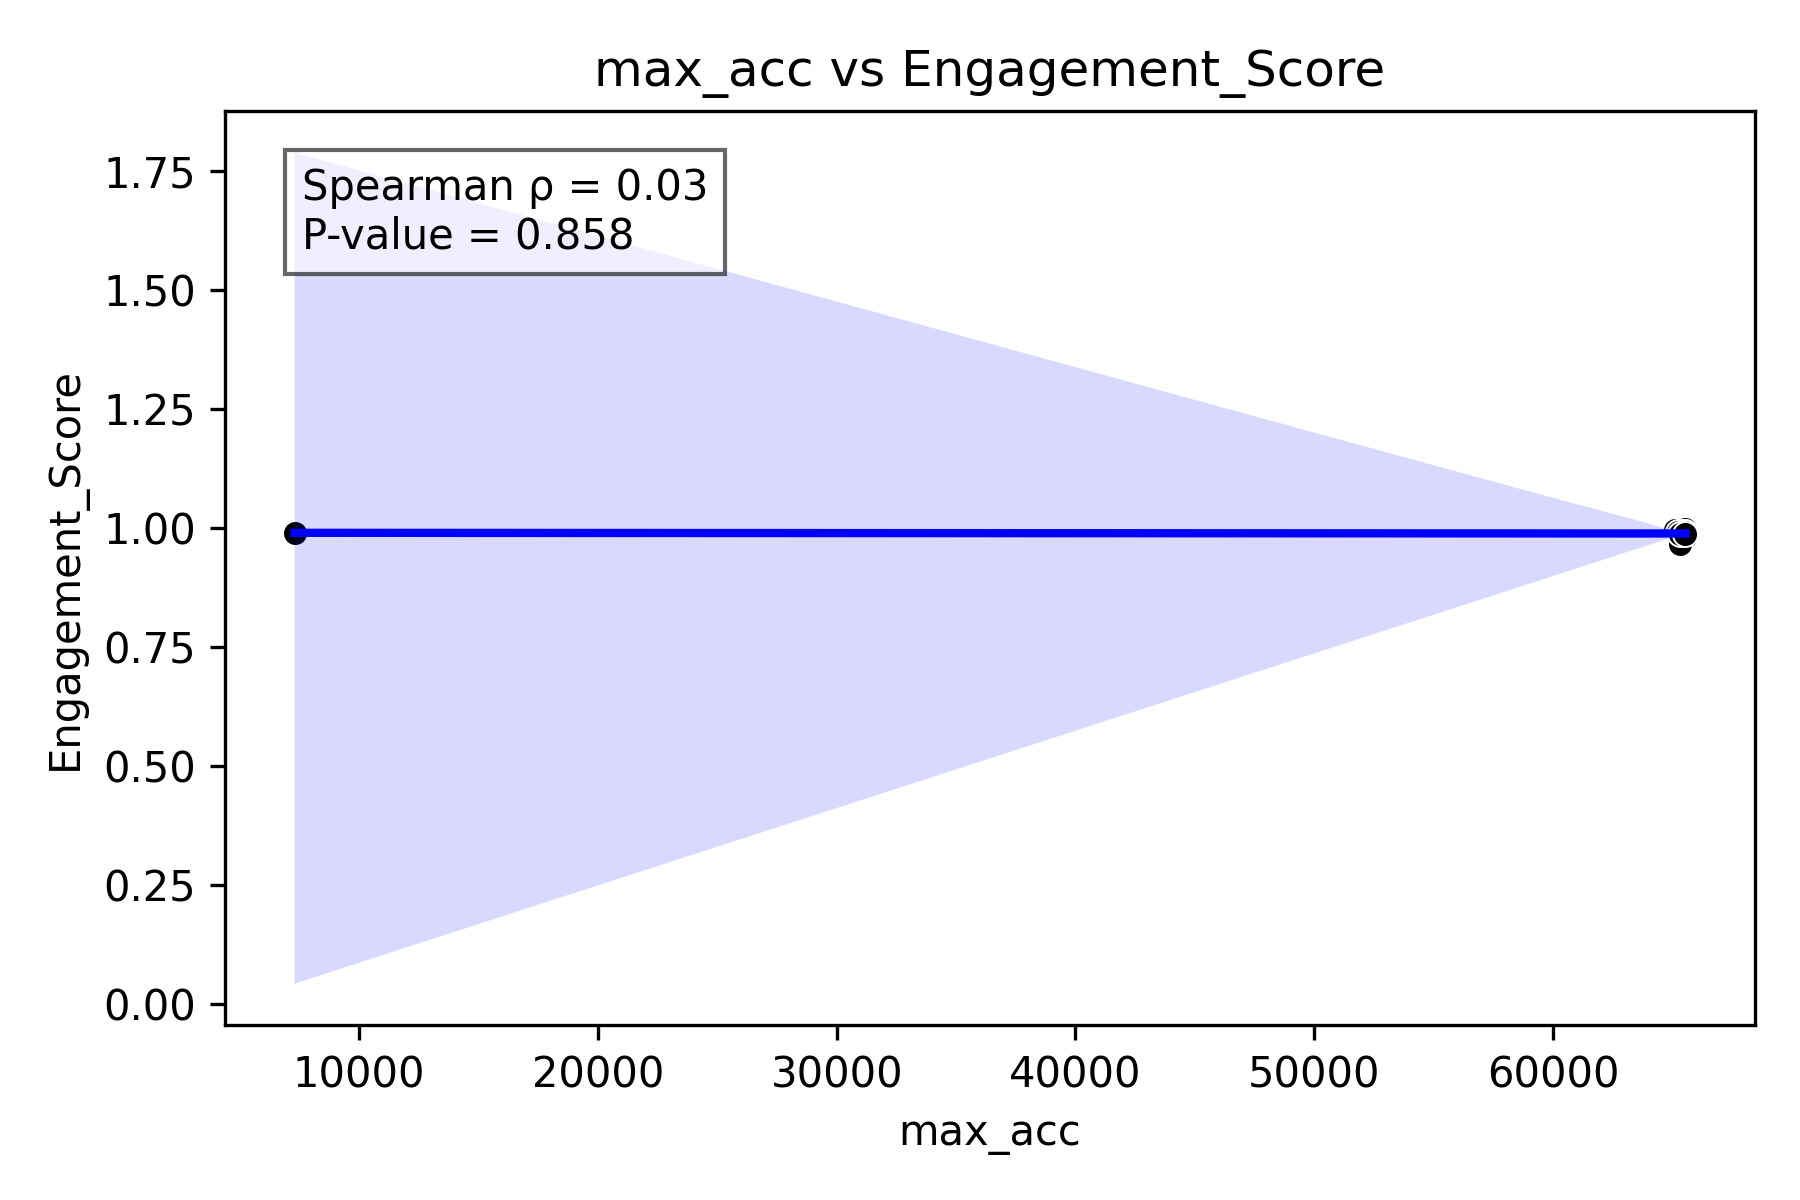 max_acc vs Engagement_Score
Spearman ρ = 0.03
P-value = 0.858
Engagement_Score
1.75
1.50
1.25
1.00
0.75
0.50
0.25
0.00
10000 20000 30000 40000 50000 60000
max_acc